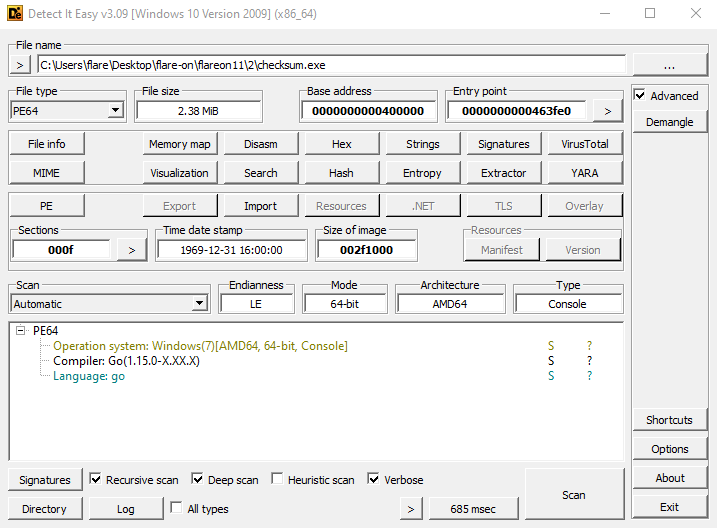 Detect It Easy v3.09 [Windows 10 Version 2009] (x86_64)
File name
> C:\Users\flare\Desktop\flare-on\flareon11\2\checksum.exe ...
File type File size Base address Entry point Advanced
PE64 2.38 MiB 0000000000400000 0000000000463fe0 > Demangle
File info Memory map Disasm Hex Strings Signatures VirusTotal
MIME Visualization Search Hash Entropy Extractor YARA
PE Export Import Resources .NET TLS Overlay
Sections Time date stamp Size of image Resources
000f > 1969-12-31 16:00:00 002f1000 Manifest Version
Scan Endianness Mode Architecture Type
Automatic LE 64-bit AMD64 Console
PE64
Operation system: Windows(7)[AMD64, 64-bit, Console] S ?
Compiler: Go(1.15.0-X.XX.X) S ?
Language: go S ?
Shortcuts
Options
Signatures Recursive scan Deep scan Heuristic scan Verbose Scan About
Directory Log All types > 685 msec Exit